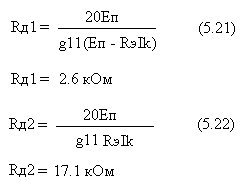 Rд1 = 20Eп / g11(Eп - RэIk) (5.21)
Rд1 = 2.6 кОм
Rд2 = 20Eп / g11 RэIk (5.22)
Rд2 = 17.1 кОм